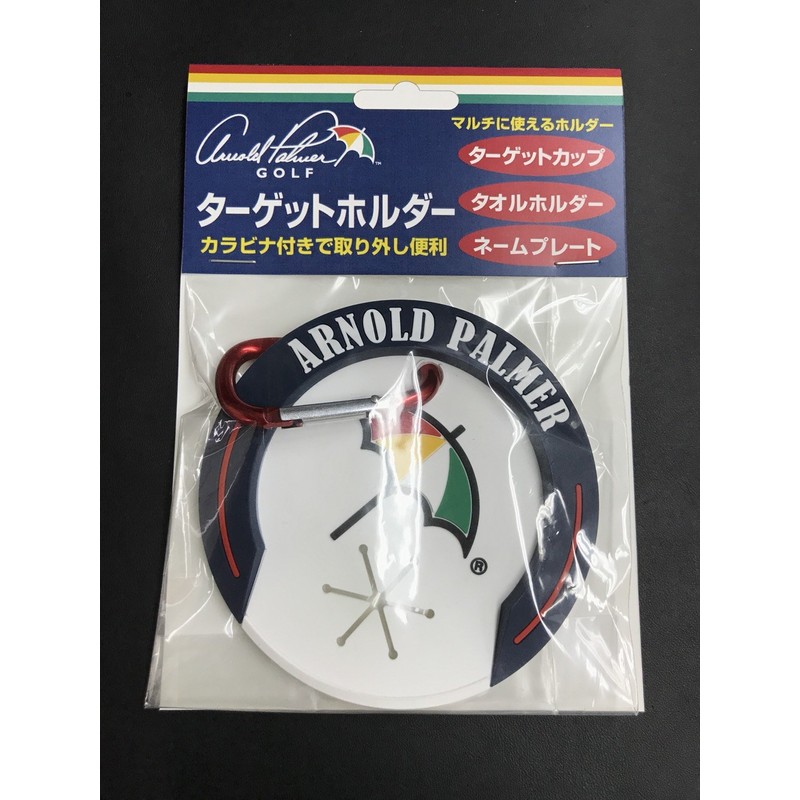 Arnold Palmer
TM
GOLF
ターゲットホルダー
カラビナ付きで取り外し便利
マルチに使えるホルダー
ターゲットカップ
タオルホルダー
ネームプレート
ARNOLD PALMER
®